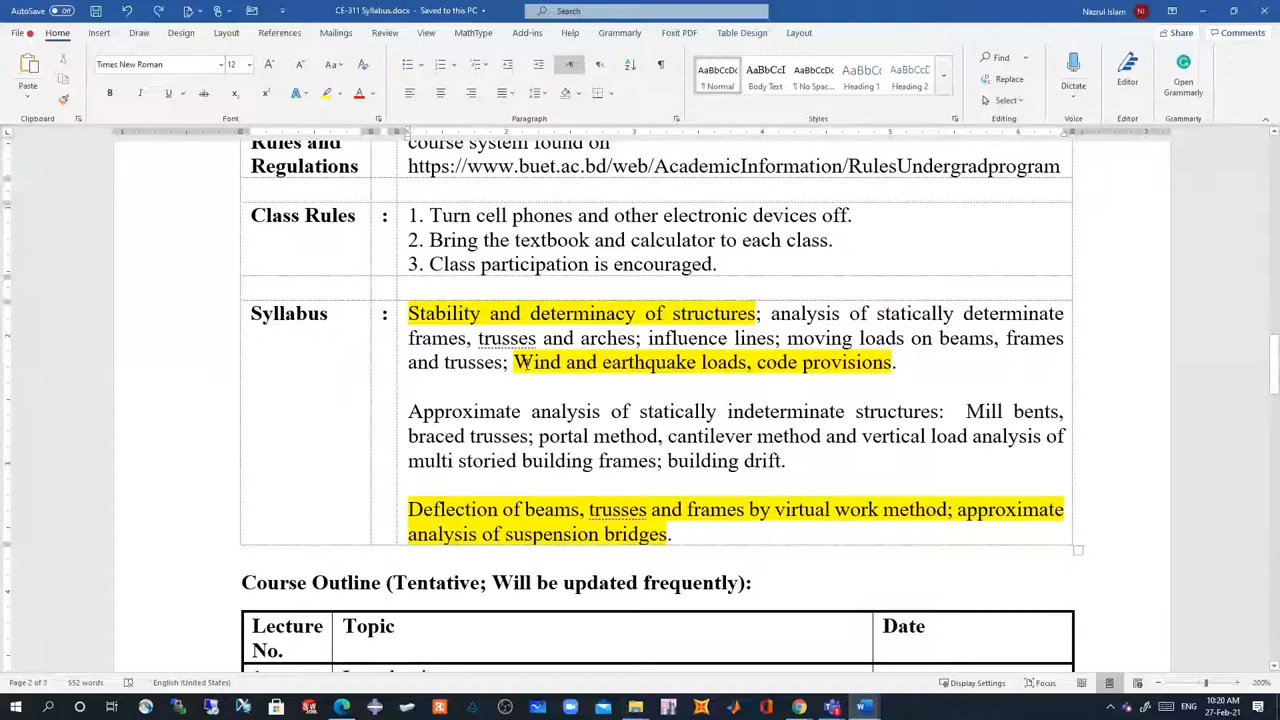 AutoSave Off
CE-311 Syllabus.docx - Saved to this PC
Search
Nazrul Islam NI
File Home Insert Draw Design Layout References Mailings Review View Grammarly MathType Add-ins Help Grammarly Foxit PDF Table Design Layout Share Comments
Paste
Times New Roman 12
AaBbCcDc AaBbCcI AaBbCcDc AaBbCc AaBbCcD
¶ Normal Body Text ¶ No Spac... Heading 1 Heading 2
Find
Replace
Select
Dictate
Editor
Open
Grammarly
Clipboard Font Paragraph Styles Editing Voice Editor Grammarly
Rules and : course system found on
Regulations https://www.buet.ac.bd/web/AcademicInformation/RulesUndergradprogram
Class Rules : 1. Turn cell phones and other electronic devices off.
2. Bring the textbook and calculator to each class.
3. Class participation is encouraged.
Syllabus : Stability and determinacy of structures; analysis of statically determinate
frames, trusses and arches; influence lines; moving loads on beams, frames
and trusses; Wind and earthquake loads, code provisions.
Approximate analysis of statically indeterminate structures: Mill bents,
braced trusses; portal method, cantilever method and vertical load analysis of
multi storied building frames; building drift.
Deflection of beams, trusses and frames by virtual work method; approximate
analysis of suspension bridges.
Course Outline (Tentative; Will be updated frequently):
Lecture No. Topic Date
Page 2 of 3 552 words English (United States) Display Settings Focus 200%
10:20 AM
27-Feb-21